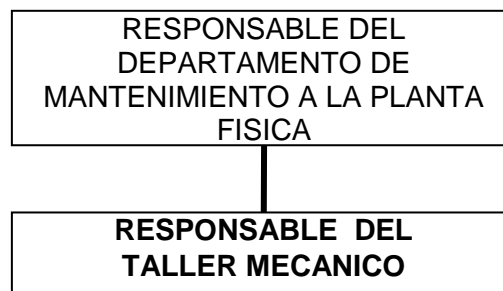 RESPONSABLE DEL
DEPARTAMENTO DE
MANTENIMIENTO A LA PLANTA
FISICA
RESPONSABLE DEL
TALLER MECANICO